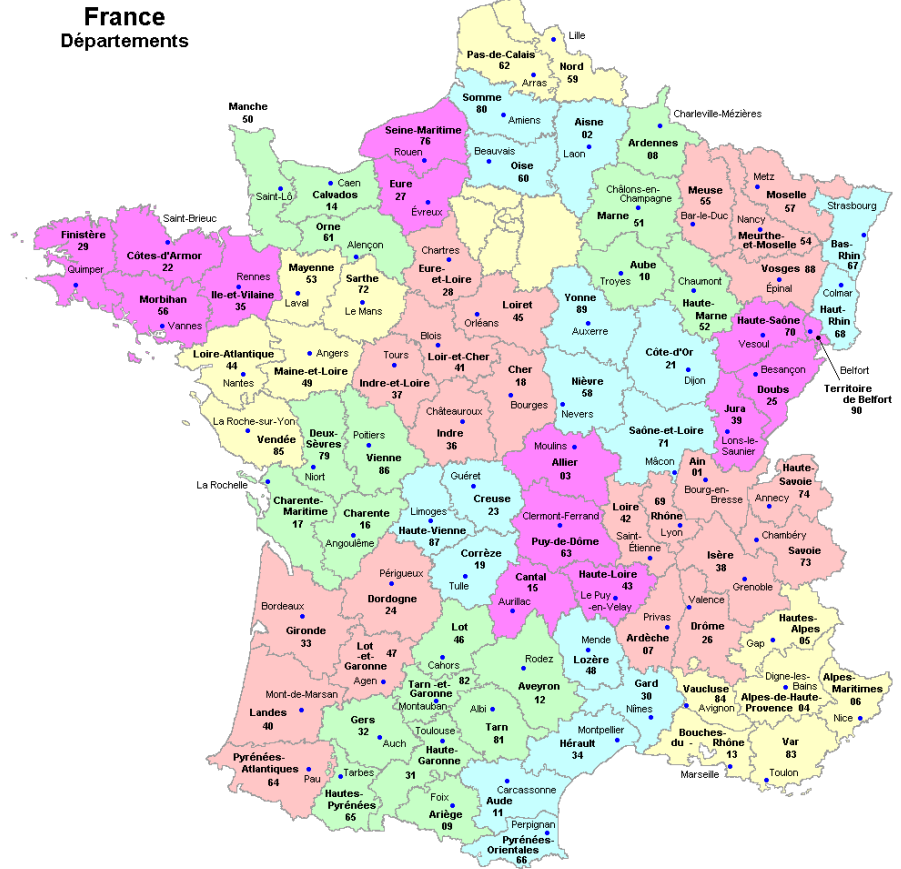 France
Départements
Lille
Pas-de-Calais
62
Nord
59
Arras
Somme
80
Amiens
Manche
50
Charleville-Mézières
Aisne
02
Laon
Ardennes
08
Seine-Maritime
76
Rouen
Beauvais
Oise
60
Metz
Moselle
57
Meuse
55
Bar-le-Duc
Nancy
Meurthe-
et-Moselle
54
Strasbourg
Bas-
Rhin
67
Saint-Lô
Caen
Calvados
14
Eure
27
Évreux
Châlons-en-
Champagne
Marne
51
Orne
61
Alençon
Saint-Brieuc
Finistère
29
Quimper
Côtes-d'Armor
22
Rennes
Ile-et-Vilaine
35
Morbihan
56
Vannes
Mayenne
53
Laval
Sarthe
72
Le Mans
Chartres
Eure-
et-Loire
28
Aube
10
Troyes
Chaumont
Haute-
Marne
52
Vosges 88
Épinal
Colmar
Haut-
Rhin
68
Yonne
89
Auxerre
Loiret
45
Orléans
Blois
Loir-et-Cher
41
Haute-Saône
70
Vesoul
Belfort
Territoire
de Belfort
90
Loire-Atlantique
44
Nantes
Angers
Maine-et-Loire
49
Tours
Indre-et-Loire
37
Cher
18
Bourges
Côte-d'Or
21
Dijon
Nièvre
58
Nevers
Besançon
Doubs
25
Jura
39
Lons-le-
Saunier
La Roche-sur-Yon
Vendée
85
Deux-
Sèvres
79
Niort
Poitiers
Vienne
86
Châteauroux
Indre
36
Moulins
Allier
03
Saône-et-Loire
71
Mâcon
Ain
01
Bourg-en-
Bresse
Haute-
Savoie
74
Annecy
La Rochelle
Charente-
Maritime
17
Charente
16
Angoulême
Guéret
Creuse
23
Limoges
Haute-Vienne
87
Clermont-Ferrand
Puy-de-Dôme
63
Loire
42
Saint-
Étienne
69
Rhône
Lyon
Chambéry
Savoie
73
Isère
38
Grenoble
Corrèze
19
Tulle
Cantal
15
Aurillac
Haute-Loire
43
Le Puy
-en-Velay
Périgueux
Dordogne
24
Bordeaux
Gironde
33
Valence
Privas
Ardèche
07
Drôme
26
Hautes-
Alpes
05
Gap
Lot
46
Cahors
Lot
-et-
Garonne
47
Agen
Mende
Lozère
48
Rodez
Aveyron
12
82
Tarn -et-
Garonne
Montauban
Mont-de-Marsan
Landes
40
Gard
30
Nîmes
Vaucluse
84
Avignon
Digne-les-
Bains
Alpes-de-Haute-
Provence 04
Alpes-
Maritimes
06
Nice
Albi
Tarn
81
Gers
32
Auch
Toulouse
Haute-
Garonne
31
Montpellier
Hérault
34
Bouches-
du - Rhône
13
Marseille
Var
83
Toulon
Pyrénées-
Atlantiques
64
Pau
Tarbes
Hautes-
Pyrénées
65
Foix
Ariège
09
Carcassonne
Aude
11
Perpignan
Pyrénées-
Orientales
66